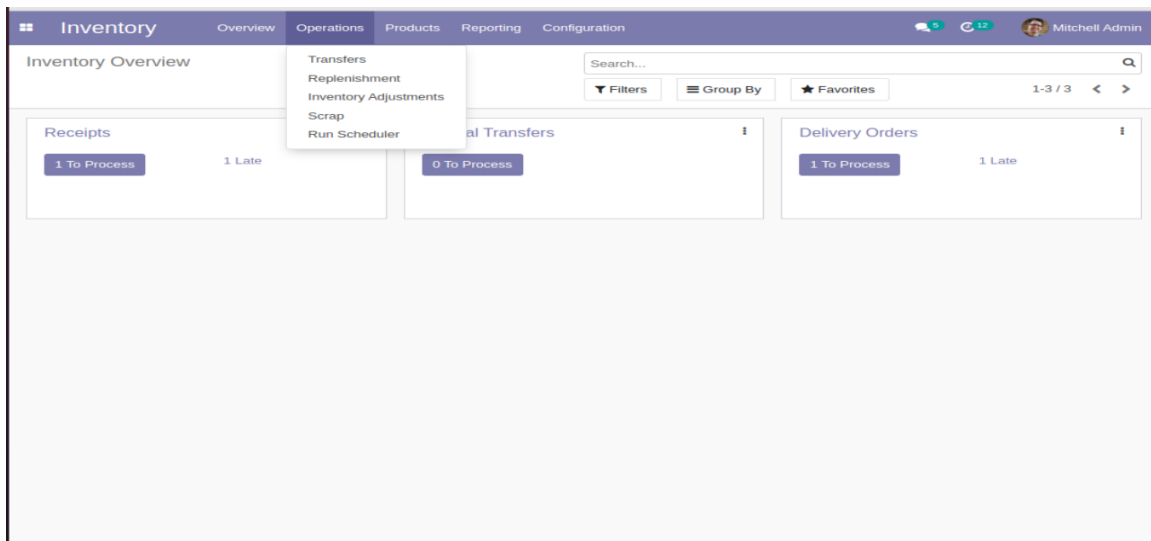 Inventory Overview Operations Products Reporting Configuration 5 12 Mitchell Admin
Inventory Overview
Transfers
Replenishment
Inventory Adjustments
Scrap
Run Scheduler
Search...
Filters Group By Favorites 1-3 / 3
Receipts
1 To Process 1 Late
al Transfers
0 To Process
Delivery Orders
1 To Process 1 Late